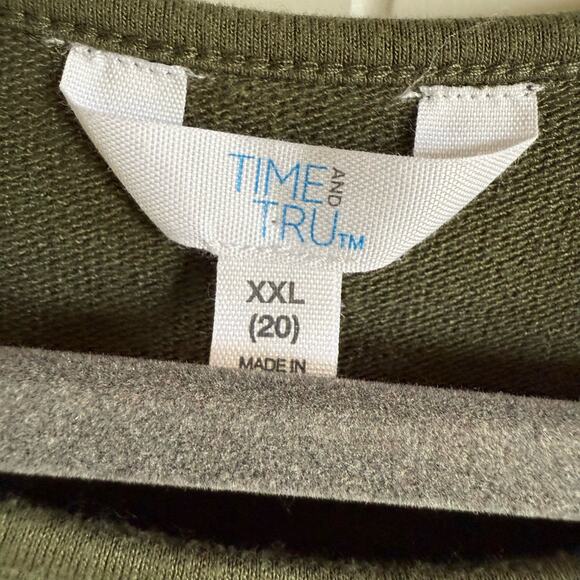 TIME AND
TRU™
XXL
(20)
MADE IN